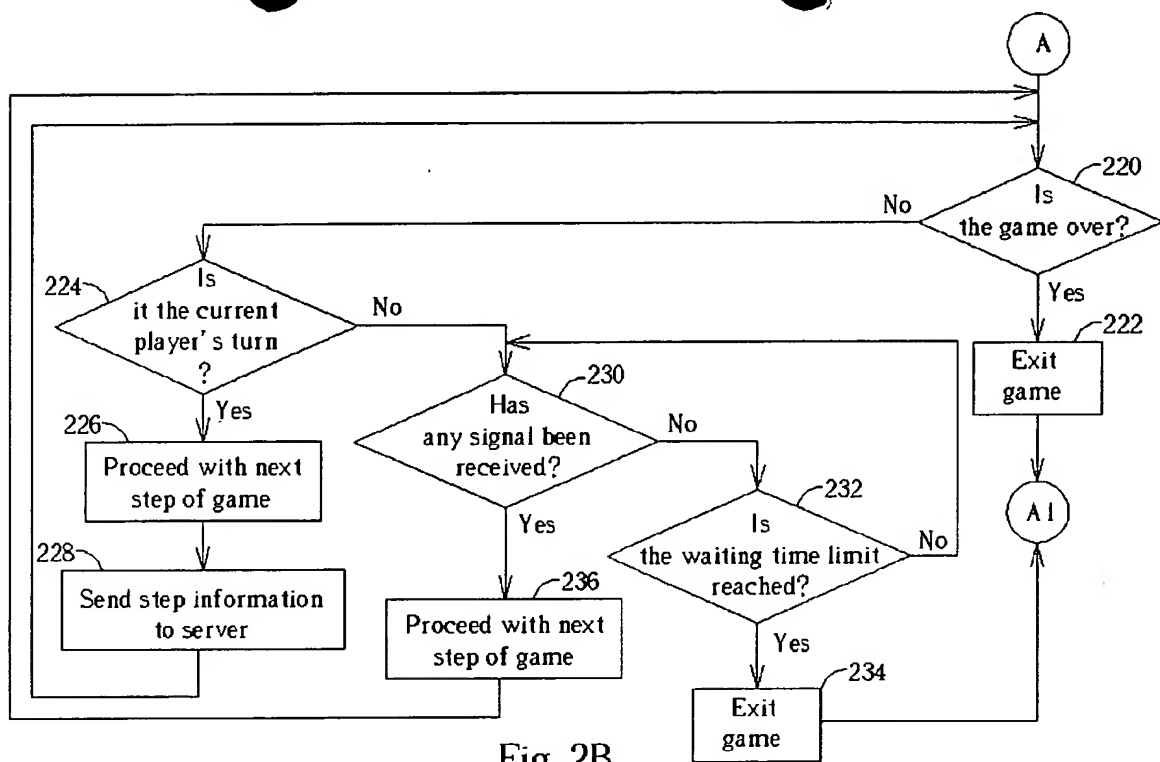 A
220
Is
the game over?
No
Yes
222
Exit
game
A1
224
Is
it the current
player's turn
?
No
Yes
226
Proceed with next
step of game
228
Send step information
to server
230
Has
any signal been
received?
No
Yes
232
Is
the waiting time limit
reached?
No
Yes
236
Proceed with next
step of game
234
Exit
game
Fig. 2B